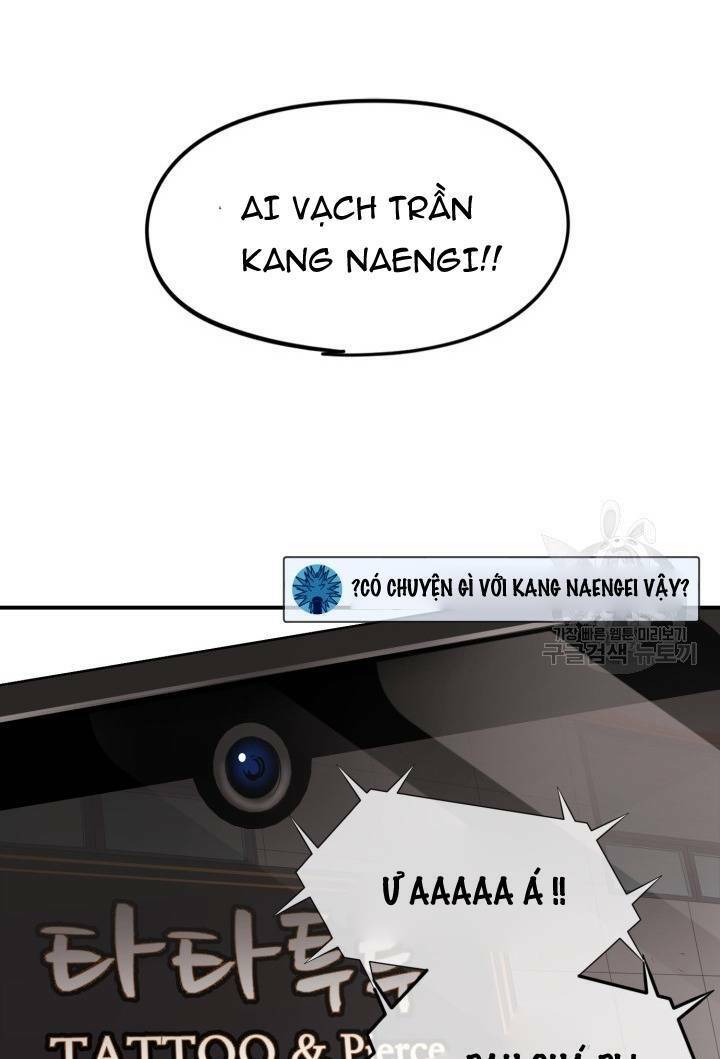 AI VẠCH TRẦN
KANG NAENGI!!
?CÓ CHUYỆN GÌ VỚI KANG NAENGEI VẬY?
가장 빠른 웹툰 미리보기
구글검색 뉴토끼
Ư AAAAA Á !!
타타투
TATTOO & Pierce